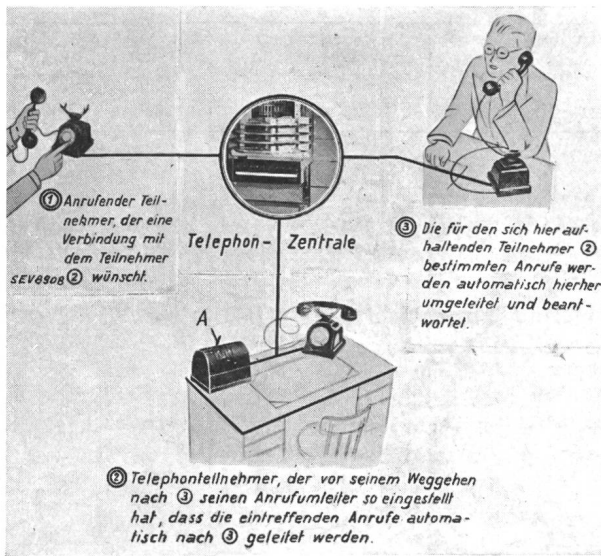 ① Anrufender Teil-
nehmer, der eine
Verbindung mit
dem Teilnehmer
SEV8908 ② wünscht.
Telephon- Zentrale
③ Die für den sich hier auf-
haltenden Teilnehmer ②
bestimmten Anrufe wer-
den automatisch hierher
umgeleitet und beant-
wortet.
A
② Telephonteilnehmer, der vor seinem Weggehen
nach ③ seinen Anrufumleiter so eingestellt
hat, dass die eintreffenden Anrufe automa-
tisch nach ③ geleitet werden.